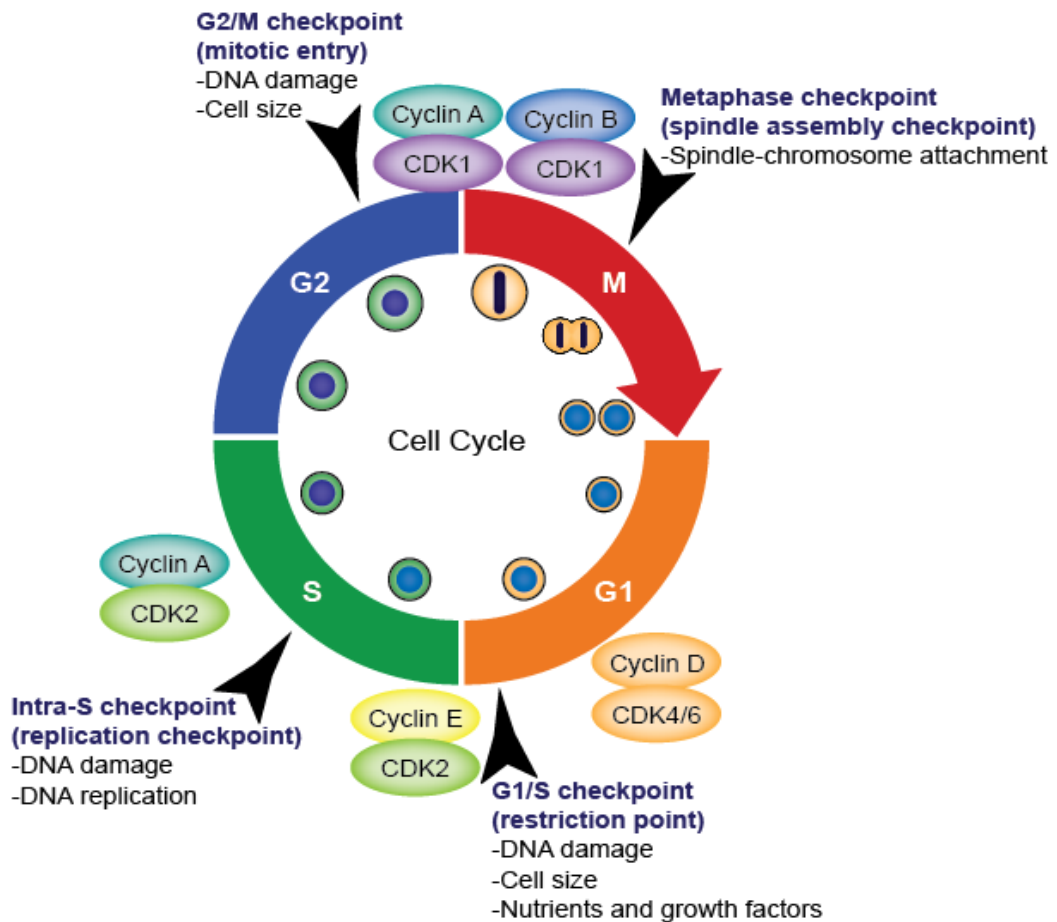 G2/M checkpoint
(mitotic entry)
-DNA damage
-Cell size
Cyclin A
CDK1
Cyclin B
CDK1
Metaphase checkpoint
(spindle assembly checkpoint)
-Spindle-chromosome attachment
G2
M
Cell Cycle
S
G1
Cyclin A
CDK2
Cyclin D
CDK4/6
Intra-S checkpoint
(replication checkpoint)
-DNA damage
-DNA replication
Cyclin E
CDK2
G1/S checkpoint
(restriction point)
-DNA damage
-Cell size
-Nutrients and growth factors